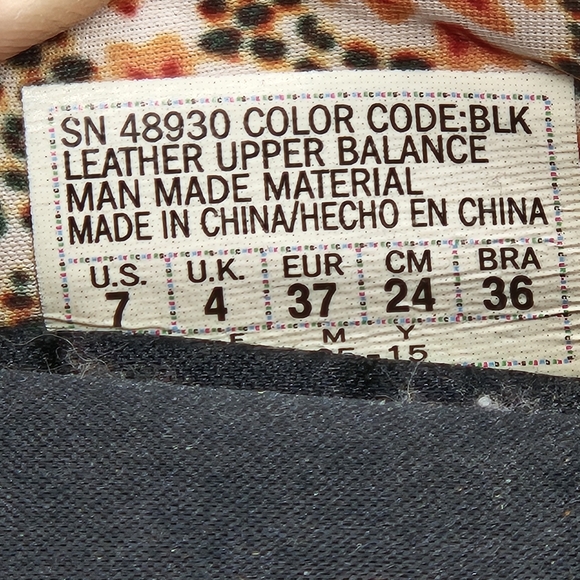 SN 48930 COLOR CODE:BLK
LEATHER UPPER BALANCE
MAN MADE MATERIAL
MADE IN CHINA/HECHO EN CHINA
U.S. U.K. EUR CM BRA
7 4 37 24 36
M Y
-15